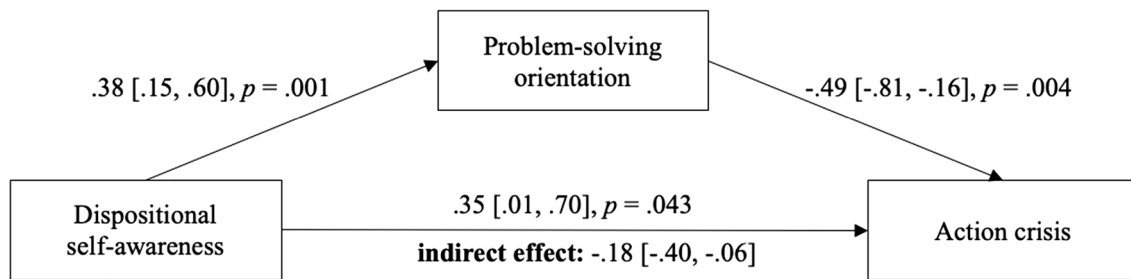 Problem-solving
orientation
.38 [.15, .60], p = .001
-.49 [-.81, -.16], p = .004
Dispositional
self-awareness
.35 [.01, .70], p = .043
indirect effect: -.18 [-.40, -.06]
Action crisis